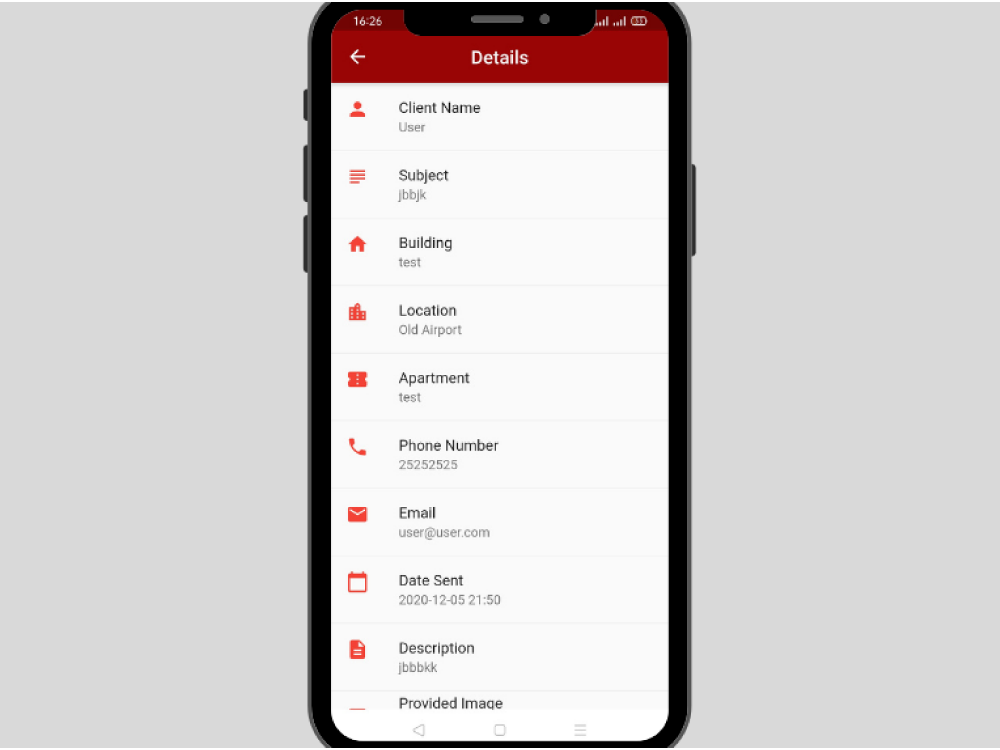 16:26
Details
Client Name
User
Subject
jbbjk
Building
test
Location
Old Airport
Apartment
test
Phone Number
25252525
Email
user@user.com
Date Sent
2020-12-05 21:50
Description
jbbbkk
Provided Image